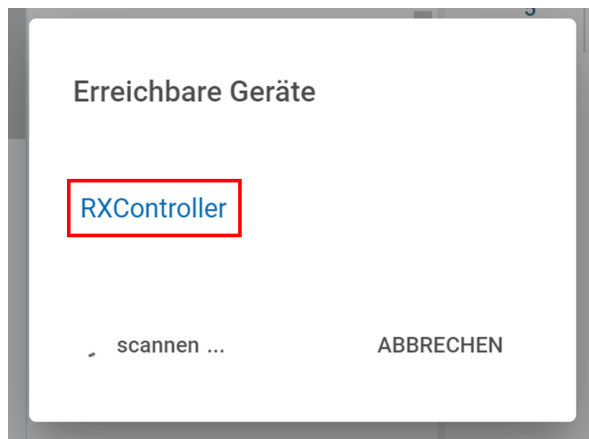 Erreichbare Geräte
RXController
scannen ...
ABBRECHEN